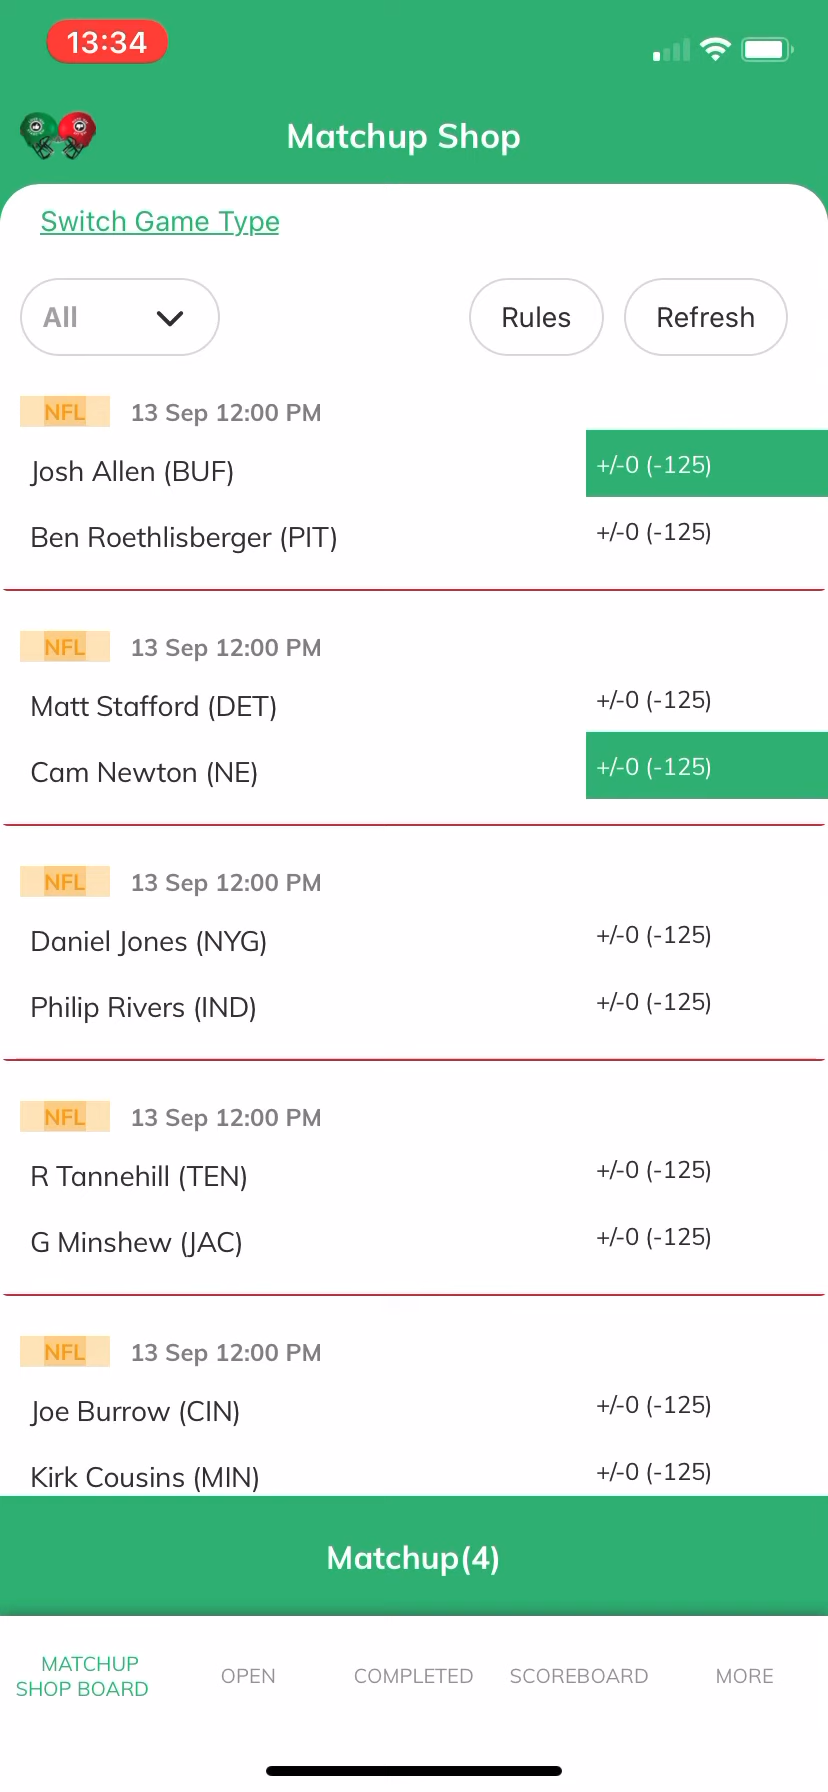 13:34
Matchup Shop
Switch Game Type
All
Rules
Refresh
NFL 13 Sep 12:00 PM
Josh Allen (BUF) +/-0 (-125)
Ben Roethlisberger (PIT) +/-0 (-125)
NFL 13 Sep 12:00 PM
Matt Stafford (DET) +/-0 (-125)
Cam Newton (NE) +/-0 (-125)
NFL 13 Sep 12:00 PM
Daniel Jones (NYG) +/-0 (-125)
Philip Rivers (IND) +/-0 (-125)
NFL 13 Sep 12:00 PM
R Tannehill (TEN) +/-0 (-125)
G Minshew (JAC) +/-0 (-125)
NFL 13 Sep 12:00 PM
Joe Burrow (CIN) +/-0 (-125)
Kirk Cousins (MIN) +/-0 (-125)
Matchup(4)
MATCHUP
SHOP BOARD
OPEN
COMPLETED
SCOREBOARD
MORE